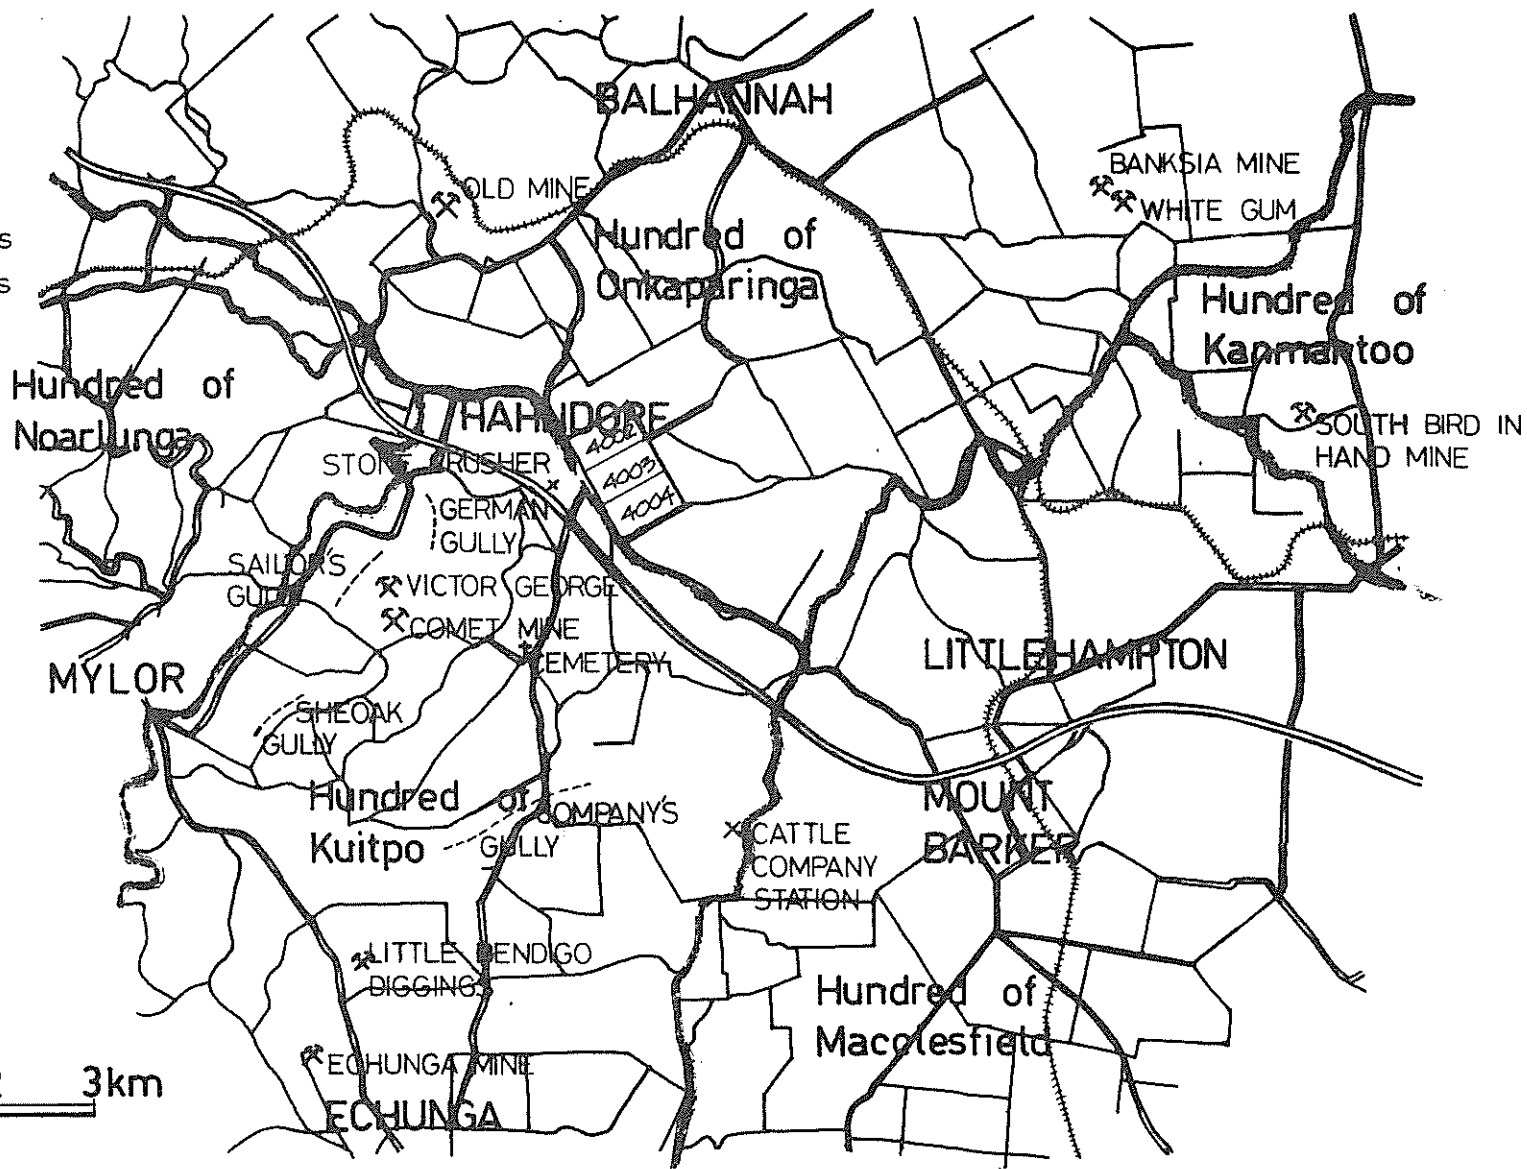 BALHANNAH
BANKSIA MINE
OLD MINE
WHITE GUM
s
s
Hundred of
Onkaparinga
Hundred of
Kanmantoo
Hundred of
Noarlunga
HAHNDORF
4002
4003
4004
SOUTH BIRD IN
HAND MINE
STONE CRUSHER
GERMAN
GULLY
SAILOR'S
VICTOR GEORGE
COMET MINE
CEMETERY
LITTLEHAMPTON
MYLOR
SHEOAK
GULLY
Hundred of
Kuitpo
COMPANY'S
GULLY
MOUNT
BARKER
CATTLE
COMPANY
STATION
LITTLE BENDIGO
DIGGINGS
Hundred of
Macclesfield
ECHUNGA MINE
ECHUNGA
3km